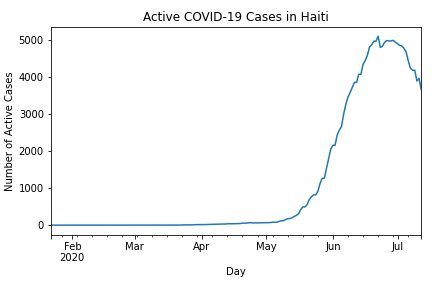 Active COVID-19 Cases in Haiti
Number of Active Cases
5000
4000
3000
2000
1000
0
Feb
2020
Mar
Apr
May
Jun
Jul
Day